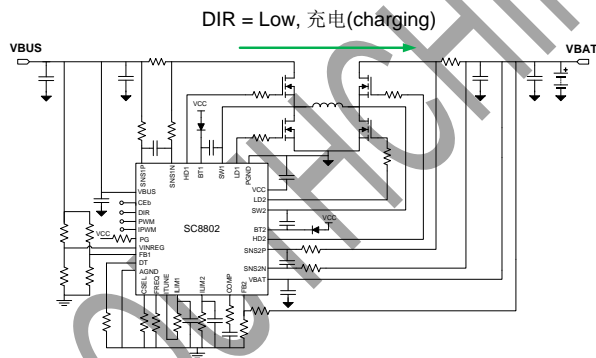 DIR = Low, 充电(charging)
VBUS
VBAT
VCC
SNS1P
SNS1N
HD1
BT1
SW1
LD1
PGND
VBUS
CEb
DIR
PWM
IPWM
VCC
PG
VINREG
FB1
DT
AGND
SC8802
VCC
LD2
SW2
VCC
BT2
HD2
SNS2P
SNS2N
VBAT
CSEL
FREQ
ITUNE
ILIM1
ILIM2
COMP
FB2